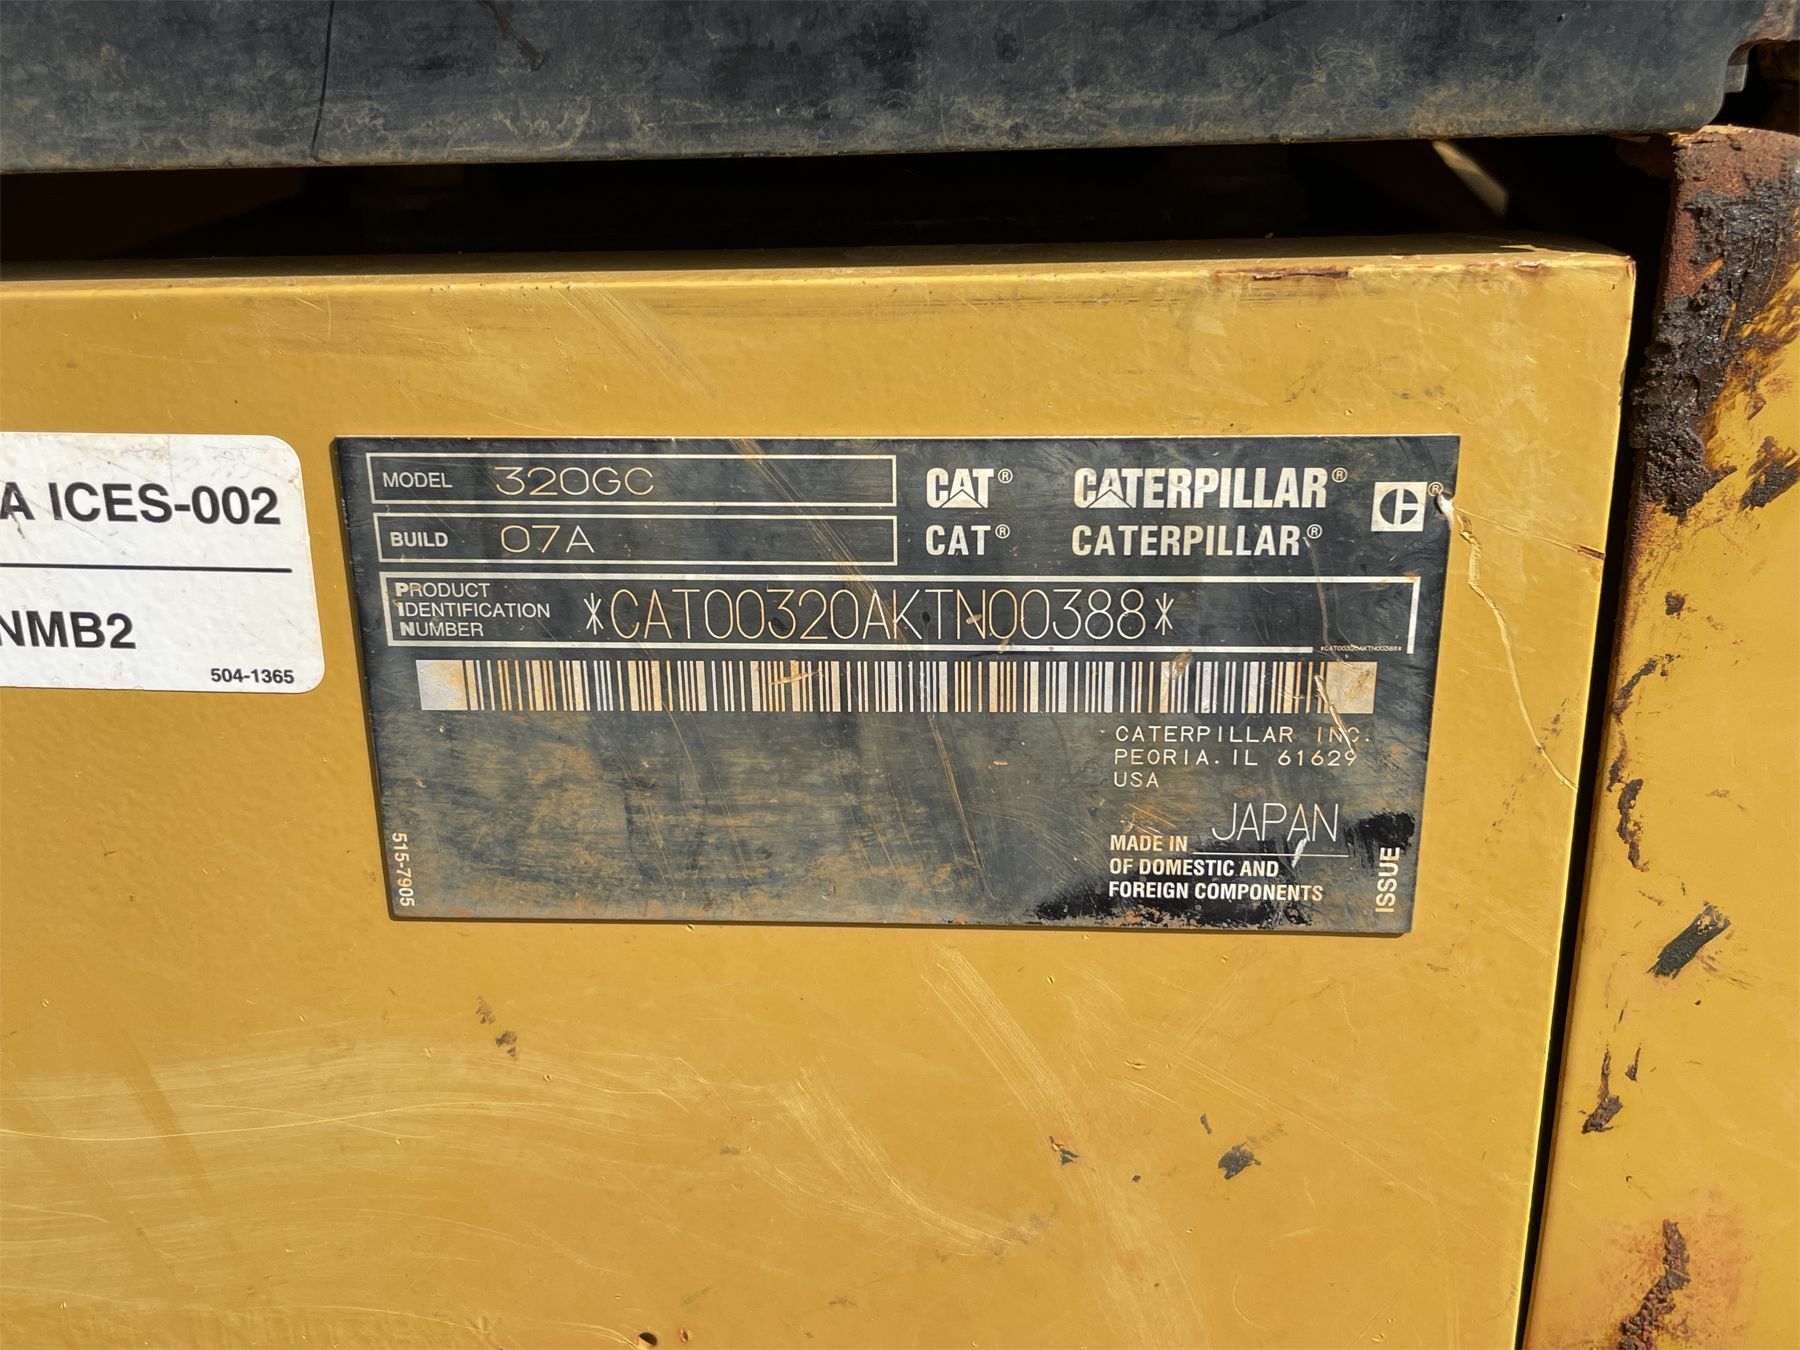 A ICES-002
NMB2
504-1365
MODEL 320GC
BUILD 07A
CAT® CATERPILLAR®
CAT® CATERPILLAR®
PRODUCT
IDENTIFICATION
NUMBER
*CAT00320AKTN00388*
*CAT00320AKTN00388*
CATERPILLAR INC.
PEORIA. IL 61629
USA
MADE IN JAPAN
OF DOMESTIC AND
FOREIGN COMPONENTS
515-7905
ISSUE